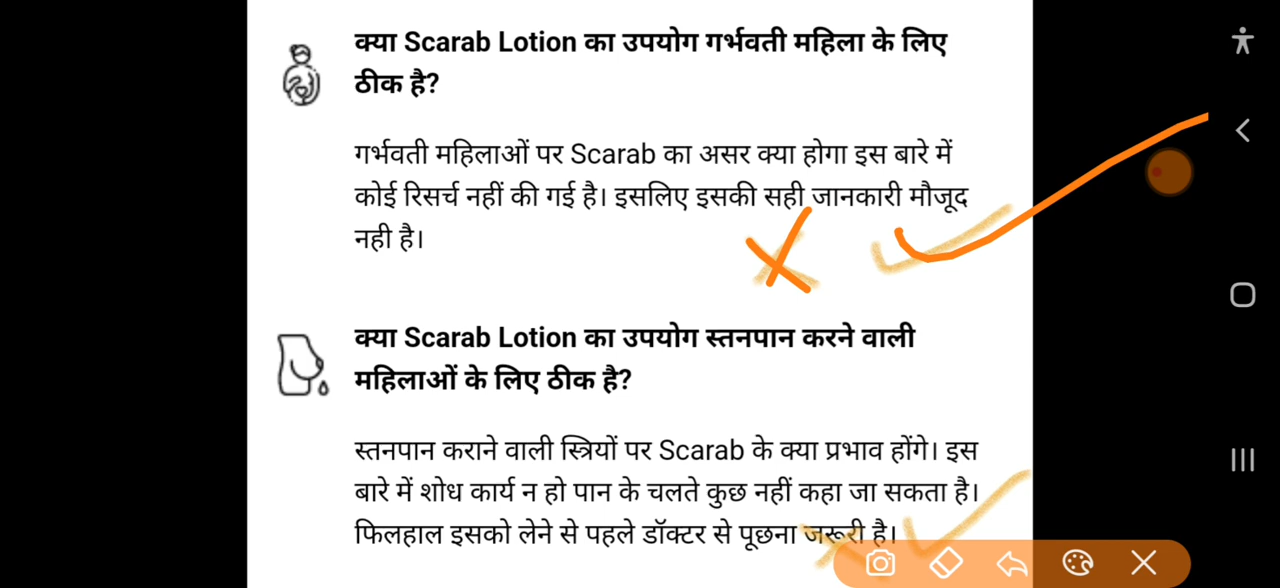 क्या Scarab Lotion का उपयोग गर्भवती महिला के लिए
ठीक है?
गर्भवती महिलाओं पर Scarab का असर क्या होगा इस बारे में
कोई रिसर्च नहीं की गई है। इसलिए इसकी सही जानकारी मौजूद
नही है।
क्या Scarab Lotion का उपयोग स्तनपान करने वाली
महिलाओं के लिए ठीक है?
स्तनपान कराने वाली स्त्रियों पर Scarab के क्या प्रभाव होंगे। इस
बारे में शोध कार्य न हो पान के चलते कुछ नहीं कहा जा सकता है।
फिलहाल इसको लेने से पहले डॉक्टर से पूछना जरूरी है।